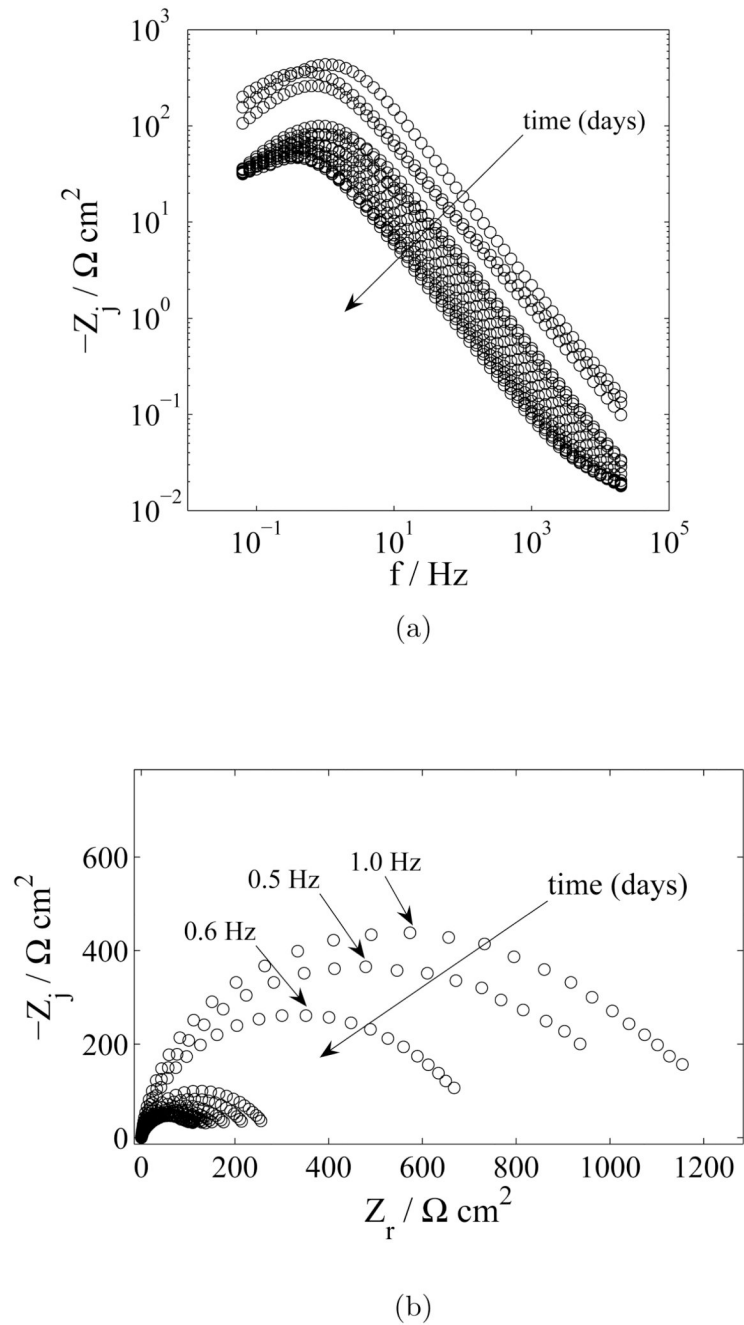 10^3
10^2
10^1
10^0
10^−1
10^−2
−Z_j / Ω cm^2
time (days)
10^−1
10^1
10^3
10^5
f / Hz
(a)
600
400
200
0
−Z_j / Ω cm^2
1.0 Hz
0.5 Hz
0.6 Hz
time (days)
0
200
400
600
800
1000
1200
Z_r / Ω cm^2
(b)